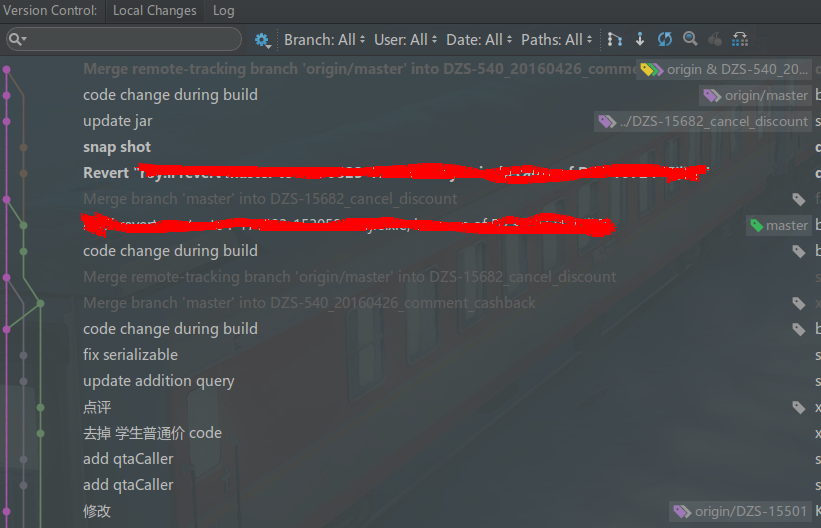 Version Control: Local Changes Log
Branch: All User: All Date: All Paths: All
Merge remote-tracking branch 'origin/master' into DZS-540_20160426_comm origin & DZS-540_20...
code change during build origin/master
update jar ../DZS-15682_cancel_discount
snap shot
Revert "
Merge branch 'master' into DZS-15682_cancel_discount
master
code change during build
Merge remote-tracking branch 'origin/master' into DZS-15682_cancel_discount
Merge branch 'master' into DZS-540_20160426_comment_cashback
code change during build
fix serializable
update addition query
点评
去掉 学生普通价 code
add qtaCaller
add qtaCaller
修改 origin/DZS-15501